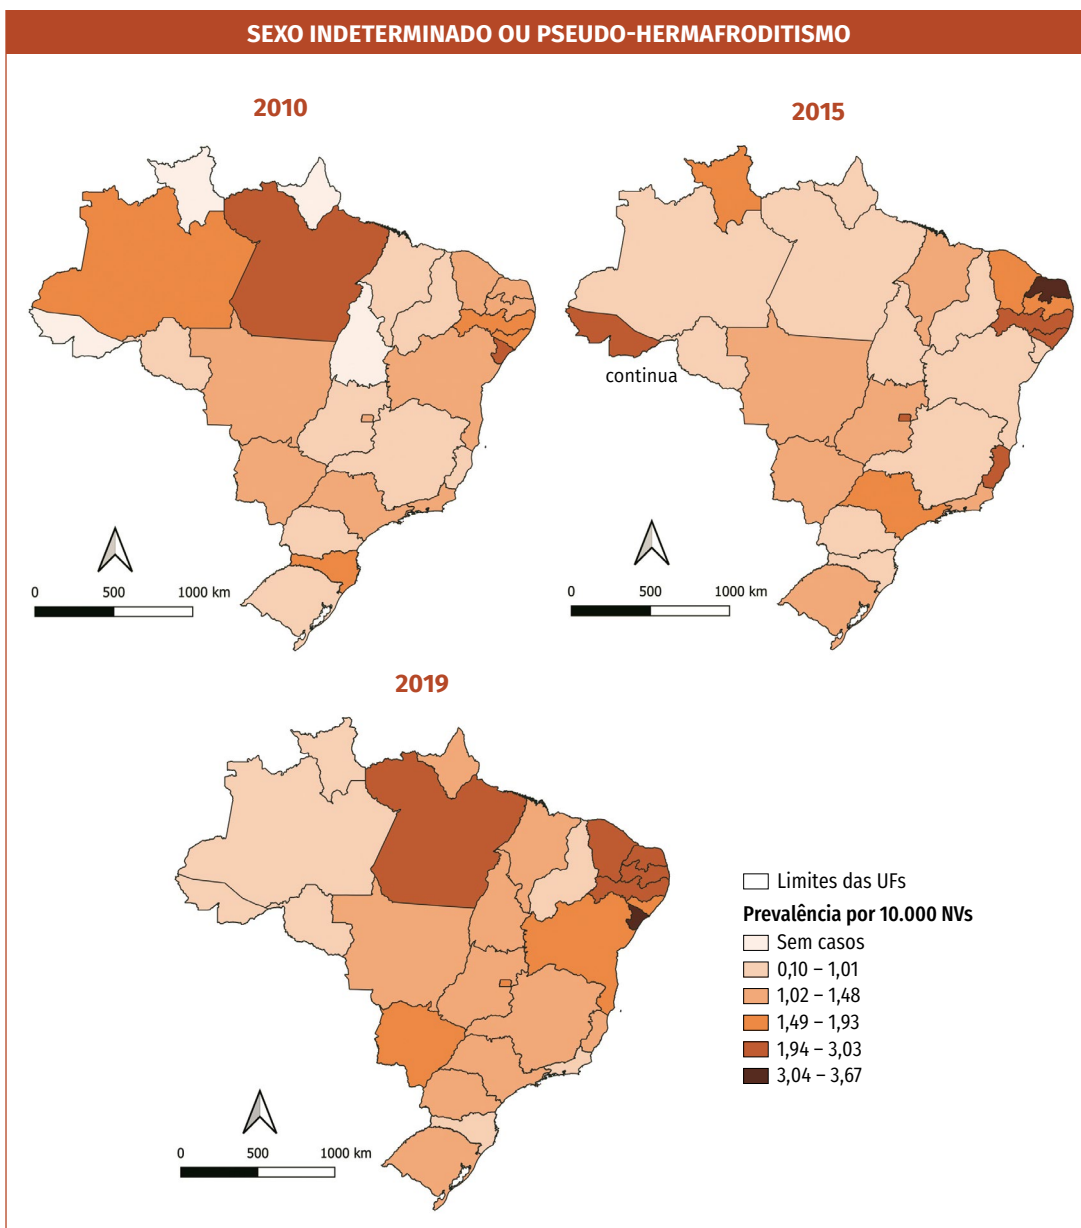 SEXO INDETERMINADO OU PSEUDO-HERMAFRODITISMO
2010
2015
continua
0 500 1000 km
0 500 1000 km
2019
0 500 1000 km
Limites das UFs
Prevalência por 10.000 NVs
Sem casos
0,10 – 1,01
1,02 – 1,48
1,49 – 1,93
1,94 – 3,03
3,04 – 3,67